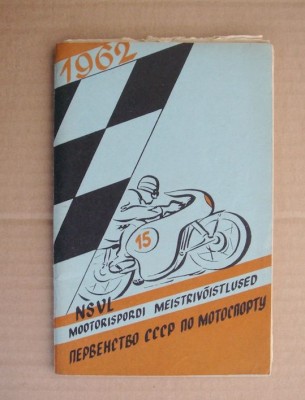 1962
15
NSVL
MOOTORISPORDI MEISTRIVÕISTLUSED
ПЕРВЕНСТВО СССР ПО МОТОСПОРТУ